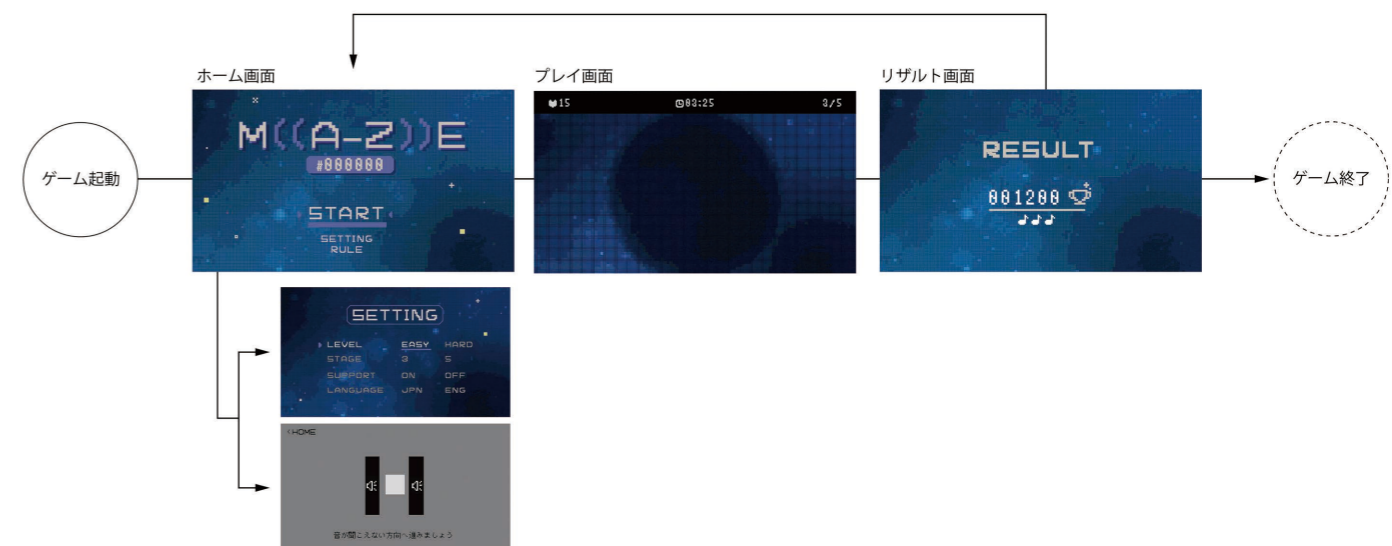 ホーム画面
プレイ画面
リザルト画面
ゲーム起動
M((A-Z))E
#000000
START
SETTING
RULE
15
03:25
3/5
RESULT
001200
ゲーム終了
SETTING
LEVEL EASY HARD
STAGE 3 5
SUPPORT ON OFF
LANGUAGE JPN ENG
<HOME
音が聞こえない方向へ進みましょう